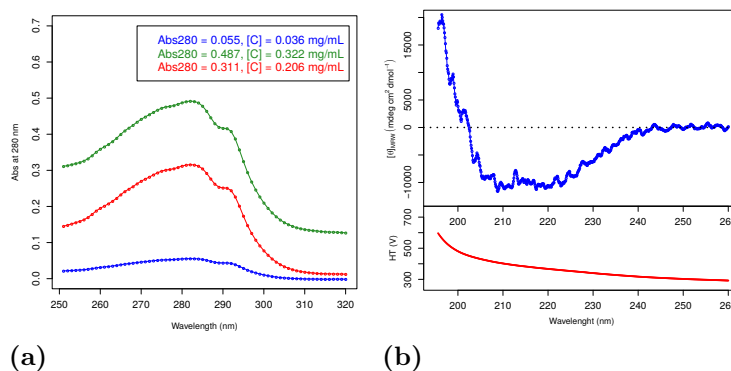 Abs280 = 0.055, [C] = 0.036 mg/mL
Abs280 = 0.487, [C] = 0.322 mg/mL
Abs280 = 0.311, [C] = 0.206 mg/mL
Abs at 280 nm
0.0 0.1 0.2 0.3 0.4 0.5 0.6 0.7
250 260 270 280 290 300 310 320
Wavelength (nm)
(a)
[θ]MRW (mdeg cm² dmol⁻¹)
−10000 −5000 0 5000 15000
200 210 220 230 240 250 26
HT (V)
300 500 700
200 210 220 230 240 250 26
Wavelenght (nm)
(b)